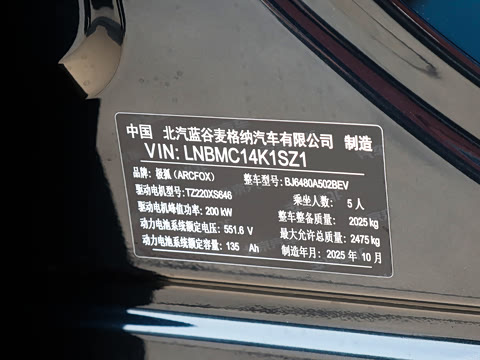 中国 北汽蓝谷麦格纳汽车有限公司 制造
VIN: LNBMC14K1SZ1
品牌: 极狐 (ARCFOX) 整车型号: BJ6480A502BEV
驱动电机型号: TZ220XS646 乘坐人数: 5 人
驱动电机峰值功率: 200 kW 整车整备质量: 2025 kg
动力电池系统额定电压: 551.6 V 最大允许总质量: 2475 kg
动力电池系统额定容量: 135 Ah 制造年月: 2025 年 10 月